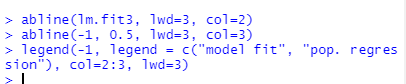 > abline(lm.fit3, lwd=3, col=2)
> abline(-1, 0.5, lwd=3, col=3)
> legend(-1, legend = c("model fit", "pop. regres
sion"), col=2:3, lwd=3)
>